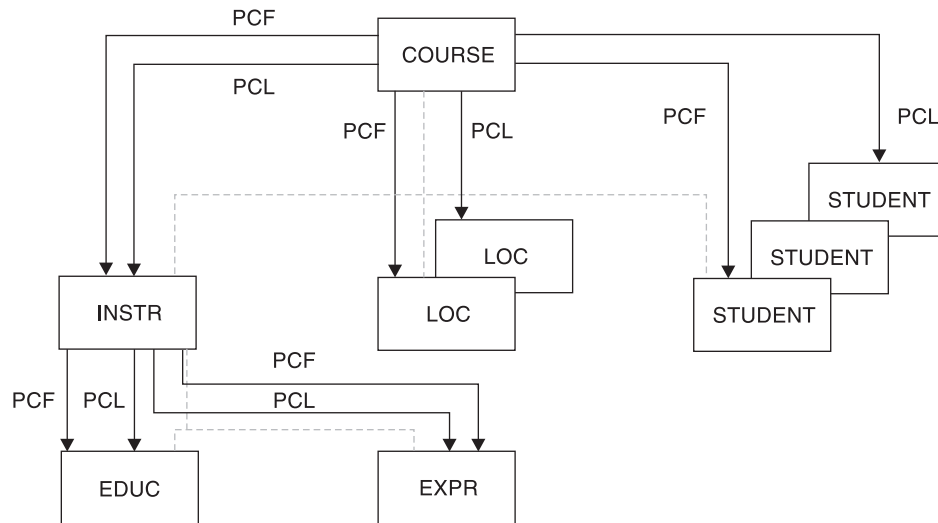 PCF
COURSE
PCL
PCF
PCL
PCF
PCL
STUDENT
LOC
STUDENT
INSTR
LOC
STUDENT
PCF
PCF
PCL
PCL
EDUC
EXPR